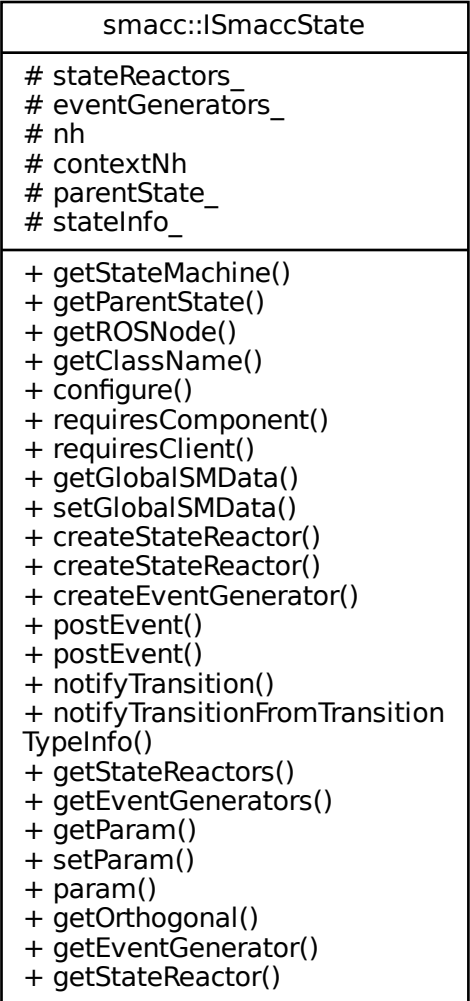 smacc::ISmaccState
# stateReactors_
# eventGenerators_
# nh
# contextNh
# parentState_
# stateInfo_
+ getStateMachine()
+ getParentState()
+ getROSNode()
+ getClassName()
+ configure()
+ requiresComponent()
+ requiresClient()
+ getGlobalSMData()
+ setGlobalSMData()
+ createStateReactor()
+ createStateReactor()
+ createEventGenerator()
+ postEvent()
+ postEvent()
+ notifyTransition()
+ notifyTransitionFromTransition
TypeInfo()
+ getStateReactors()
+ getEventGenerators()
+ getParam()
+ setParam()
+ param()
+ getOrthogonal()
+ getEventGenerator()
+ getStateReactor()